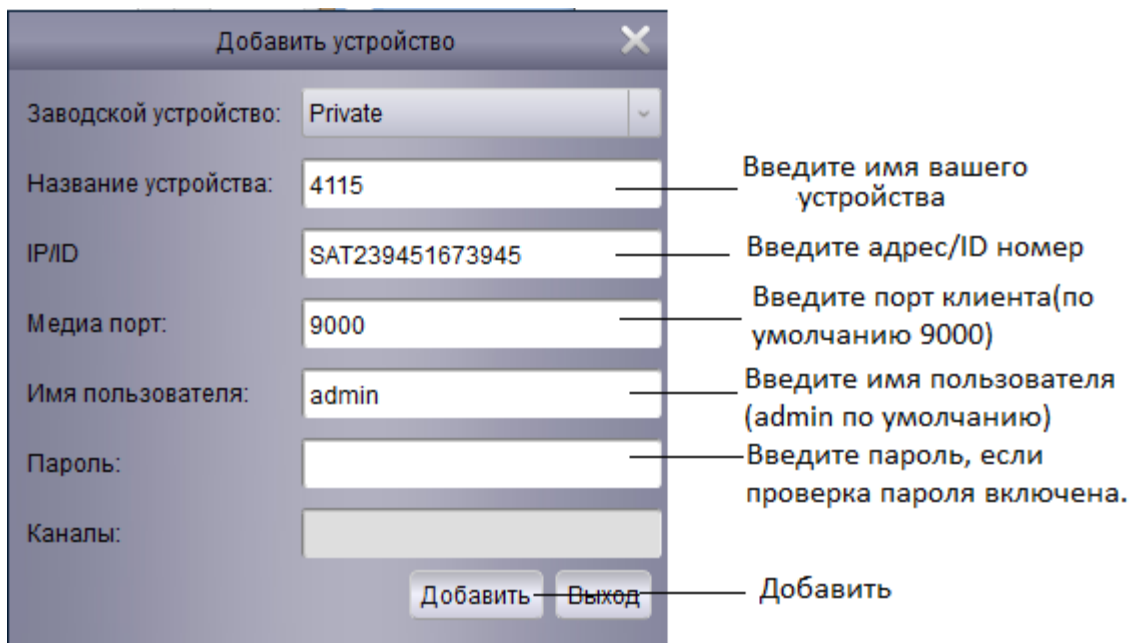 Добавить устройство
Заводской устройство: Private
Название устройства: 4115
Введите имя вашего
устройства
IP/ID SAT239451673945
Введите адрес/ID номер
Медиа порт: 9000
Введите порт клиента(по
умолчанию 9000)
Имя пользователя: admin
Введите имя пользователя
(admin по умолчанию)
Пароль:
Введите пароль, если
проверка пароля включена.
Каналы:
Добавить Выход
Добавить